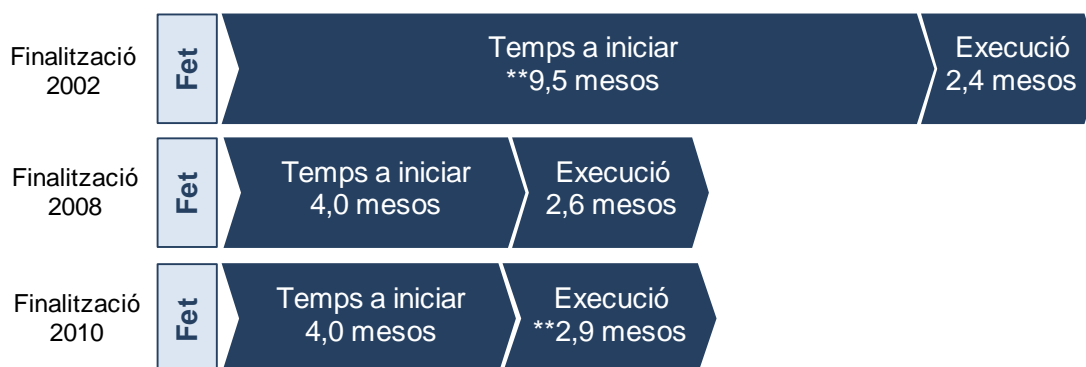 Finalització
2002
Fet
Temps a iniciar
**9,5 mesos
Execució
2,4 mesos
Finalització
2008
Fet
Temps a iniciar
4,0 mesos
Execució
2,6 mesos
Finalització
2010
Fet
Temps a iniciar
4,0 mesos
Execució
**2,9 mesos